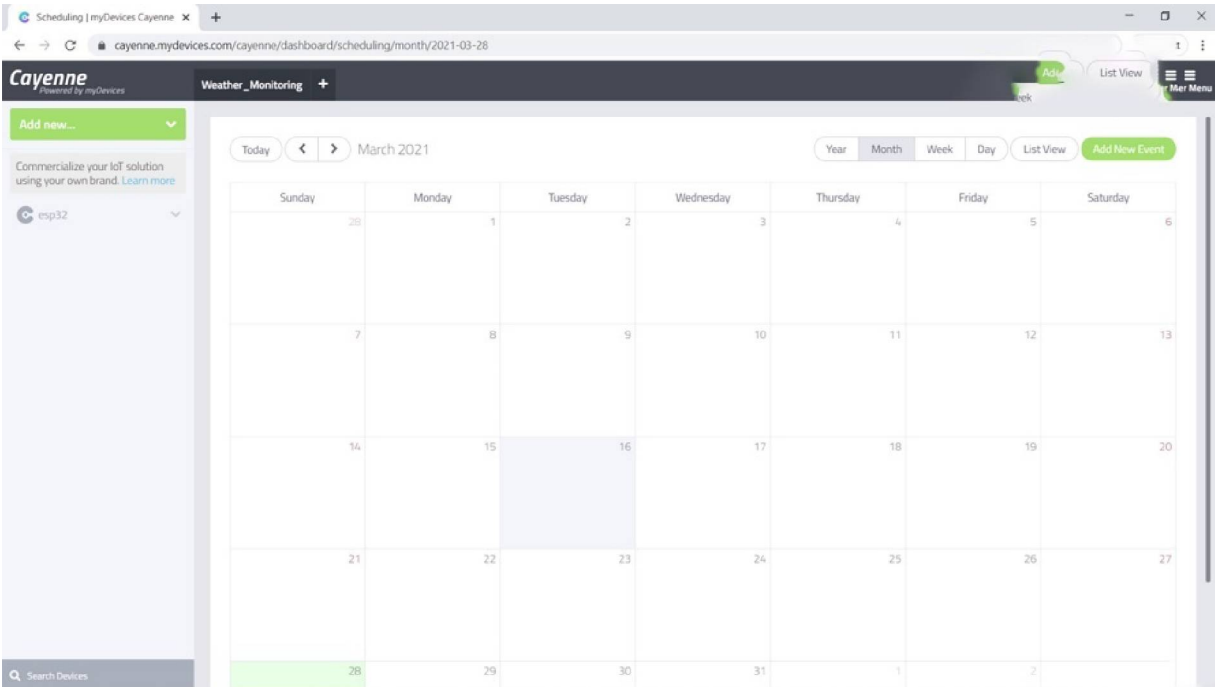 Scheduling | myDevices Cayenne
cayenne.mydevices.com/cayenne/dashboard/scheduling/month/2021-03-28
Cayenne
Powered by myDevices
Weather_Monitoring +
List View
Menu
Add new...
Commercialize your IoT solution
using your own brand. Learn more
esp32
Today
March 2021
Year Month Week Day List View Add New Event
Sunday Monday Tuesday Wednesday Thursday Friday Saturday
28 1 2 3 4 5 6
7 8 9 10 11 12 13
14 15 16 17 18 19 20
21 22 23 24 25 26 27
28 29 30 31 1 2
Search Devices